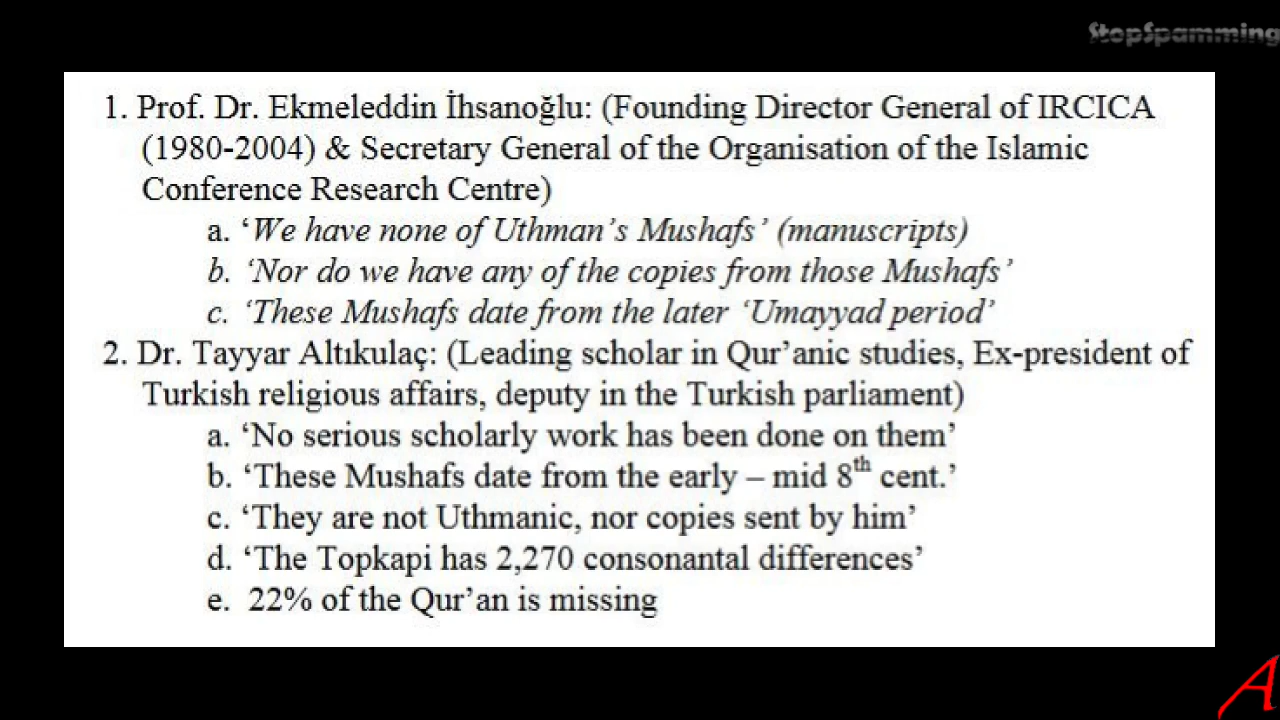 StopSpamming
1. Prof. Dr. Ekmeleddin İhsanoğlu: (Founding Director General of IRCICA
(1980-2004) & Secretary General of the Organisation of the Islamic
Conference Research Centre)
a. ‘We have none of Uthman’s Mushafs’ (manuscripts)
b. ‘Nor do we have any of the copies from those Mushafs’
c. ‘These Mushafs date from the later ‘Umayyad period’
2. Dr. Tayyar Altıkulaç: (Leading scholar in Qur’anic studies, Ex-president of
Turkish religious affairs, deputy in the Turkish parliament)
a. ‘No serious scholarly work has been done on them’
b. ‘These Mushafs date from the early – mid 8th cent.’
c. ‘They are not Uthmanic, nor copies sent by him’
d. ‘The Topkapi has 2,270 consonantal differences’
e. 22% of the Qur’an is missing
A